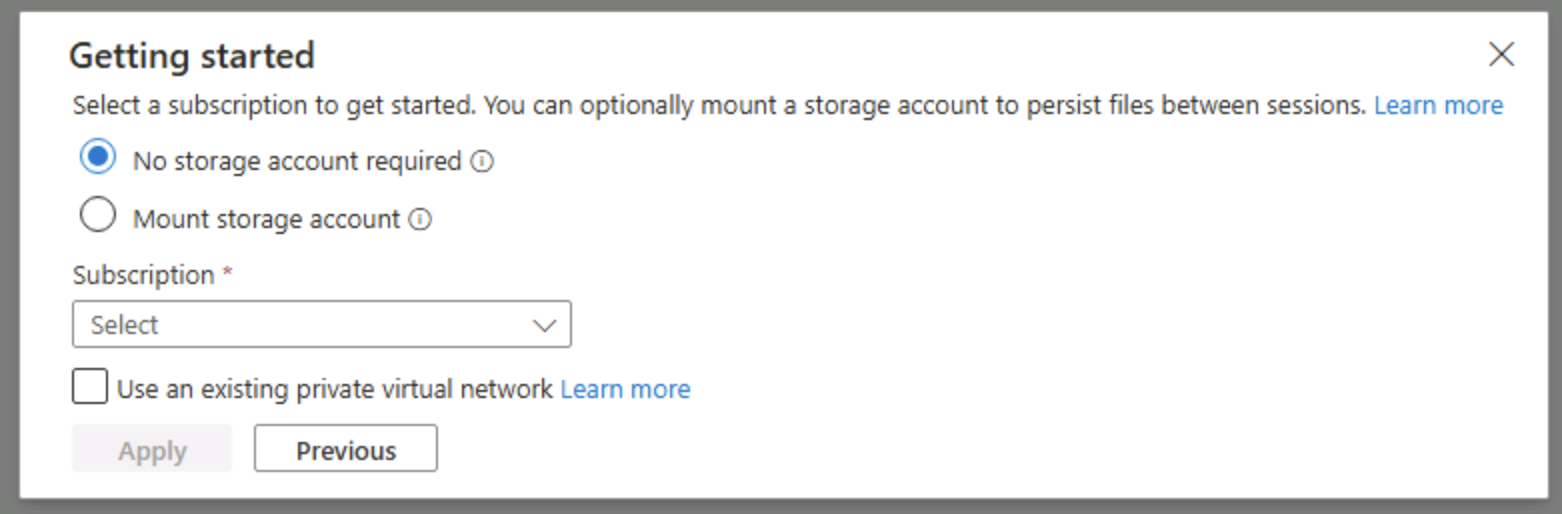 Getting started
Select a subscription to get started. You can optionally mount a storage account to persist files between sessions. Learn more
No storage account required
Mount storage account
Subscription *
Select
Use an existing private virtual network Learn more
Apply Previous